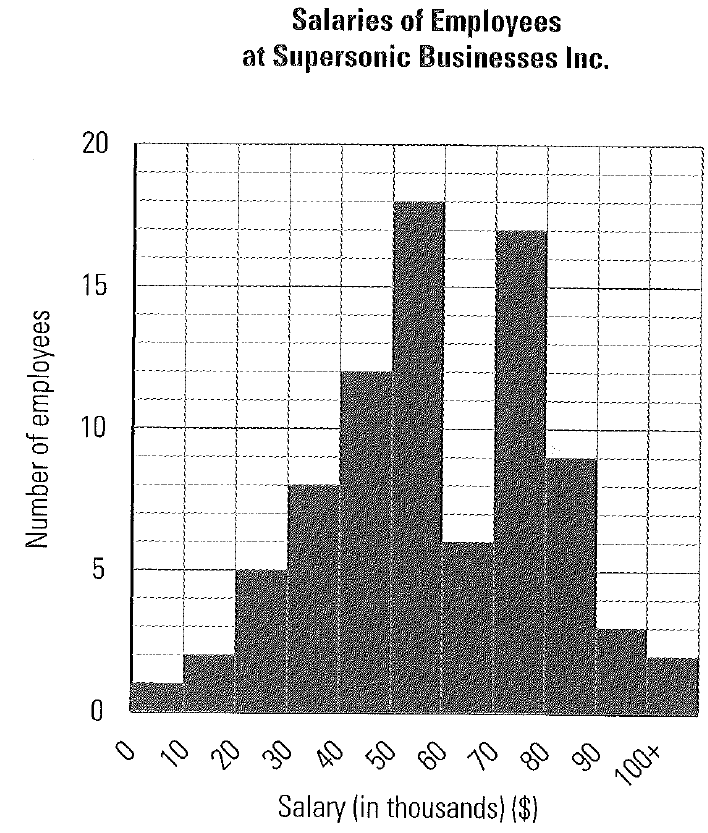 Salaries of Employees
at Supersonic Businesses Inc.
20
15
10
5
0
Number of employees
0 10 20 30 40 50 60 70 80 90 100+
Salary (in thousands) ($)